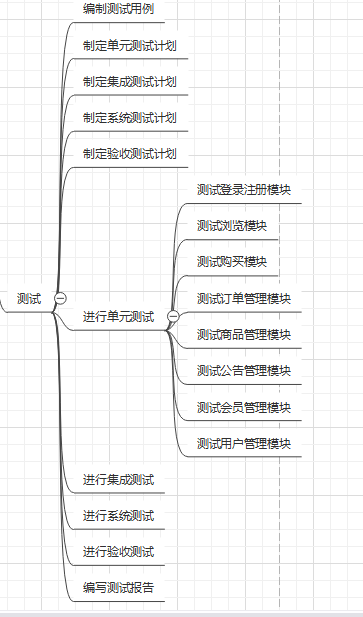 编制测试用例
制定单元测试计划
制定集成测试计划
制定系统测试计划
制定验收测试计划
测试登录注册模块
测试浏览模块
测试购买模块
测试
测试订单管理模块
进行单元测试
测试商品管理模块
测试公告管理模块
测试会员管理模块
测试用户管理模块
进行集成测试
进行系统测试
进行验收测试
编写测试报告